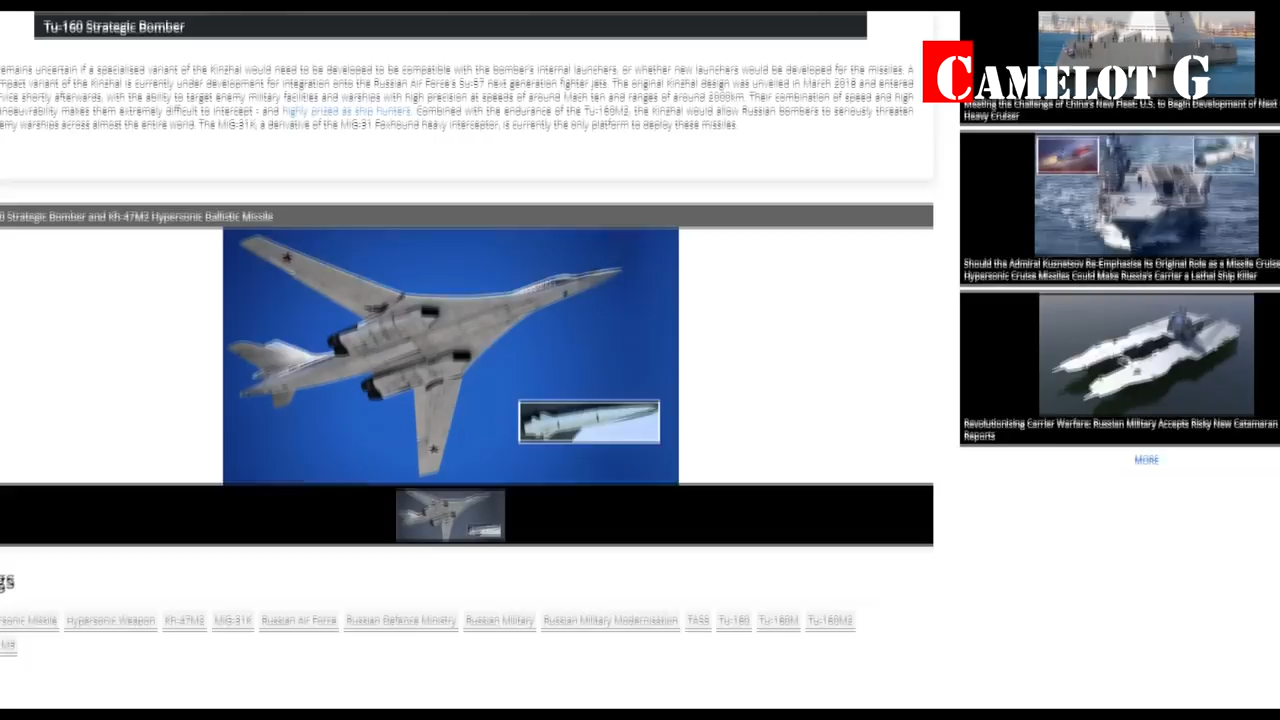 Tu-160 Strategic Bomber
remains uncertain if a specialised variant of the Kinzhal would need to be developed to be compatible with the bomber's internal launchers, or whether new launchers would be developed for the missiles. A
mpact variant of the Kinzhal is currently under development for integration onto the Russian Air Force's Su-57 next generation fighter jets. The original Kinzhal design was unveiled in March 2018 and entered
orce shortly afterwards, with the ability to target enemy military facilities and warships with high precision at speeds of around Mach ten and ranges of around 2000km. Their combination of speed and high
anoeuvrability makes them extremely difficult to intercept - and highly prized as ship hunters. Combined with the endurance of the Tu-160M2, the Kinzhal would allow Russian bombers to seriously threaten
emy warships across almost the entire world. The MiG-31K, a derivative of the MiG-31 Foxhound heavy interceptor, is currently the only platform to deploy these missiles.
0 Strategic Bomber and Kh-47M2 Hypersonic Ballistic Missile
gs
rsonic Missile Hypersonic Weapon Kh-47M2 MiG-31K Russian Air Force Russian Defence Ministry Russian Military Russian Military Modernisation TASS Tu-160 Tu-160M Tu-160M2
CAMELOT G
Meeting the Challenge of China's New Fleet: U.S. to Begin Development of Next
Heavy Cruiser
Should the Admiral Kuznetsov Re-Emphasise its Original Role as a Missile Cruise
Hypersonic Cruise Missiles Could Make Russia's Carrier a Lethal Ship Killer
Revolutionising Carrier Warfare: Russian Military Accepts Risky New Catamaran
Reports
MORE